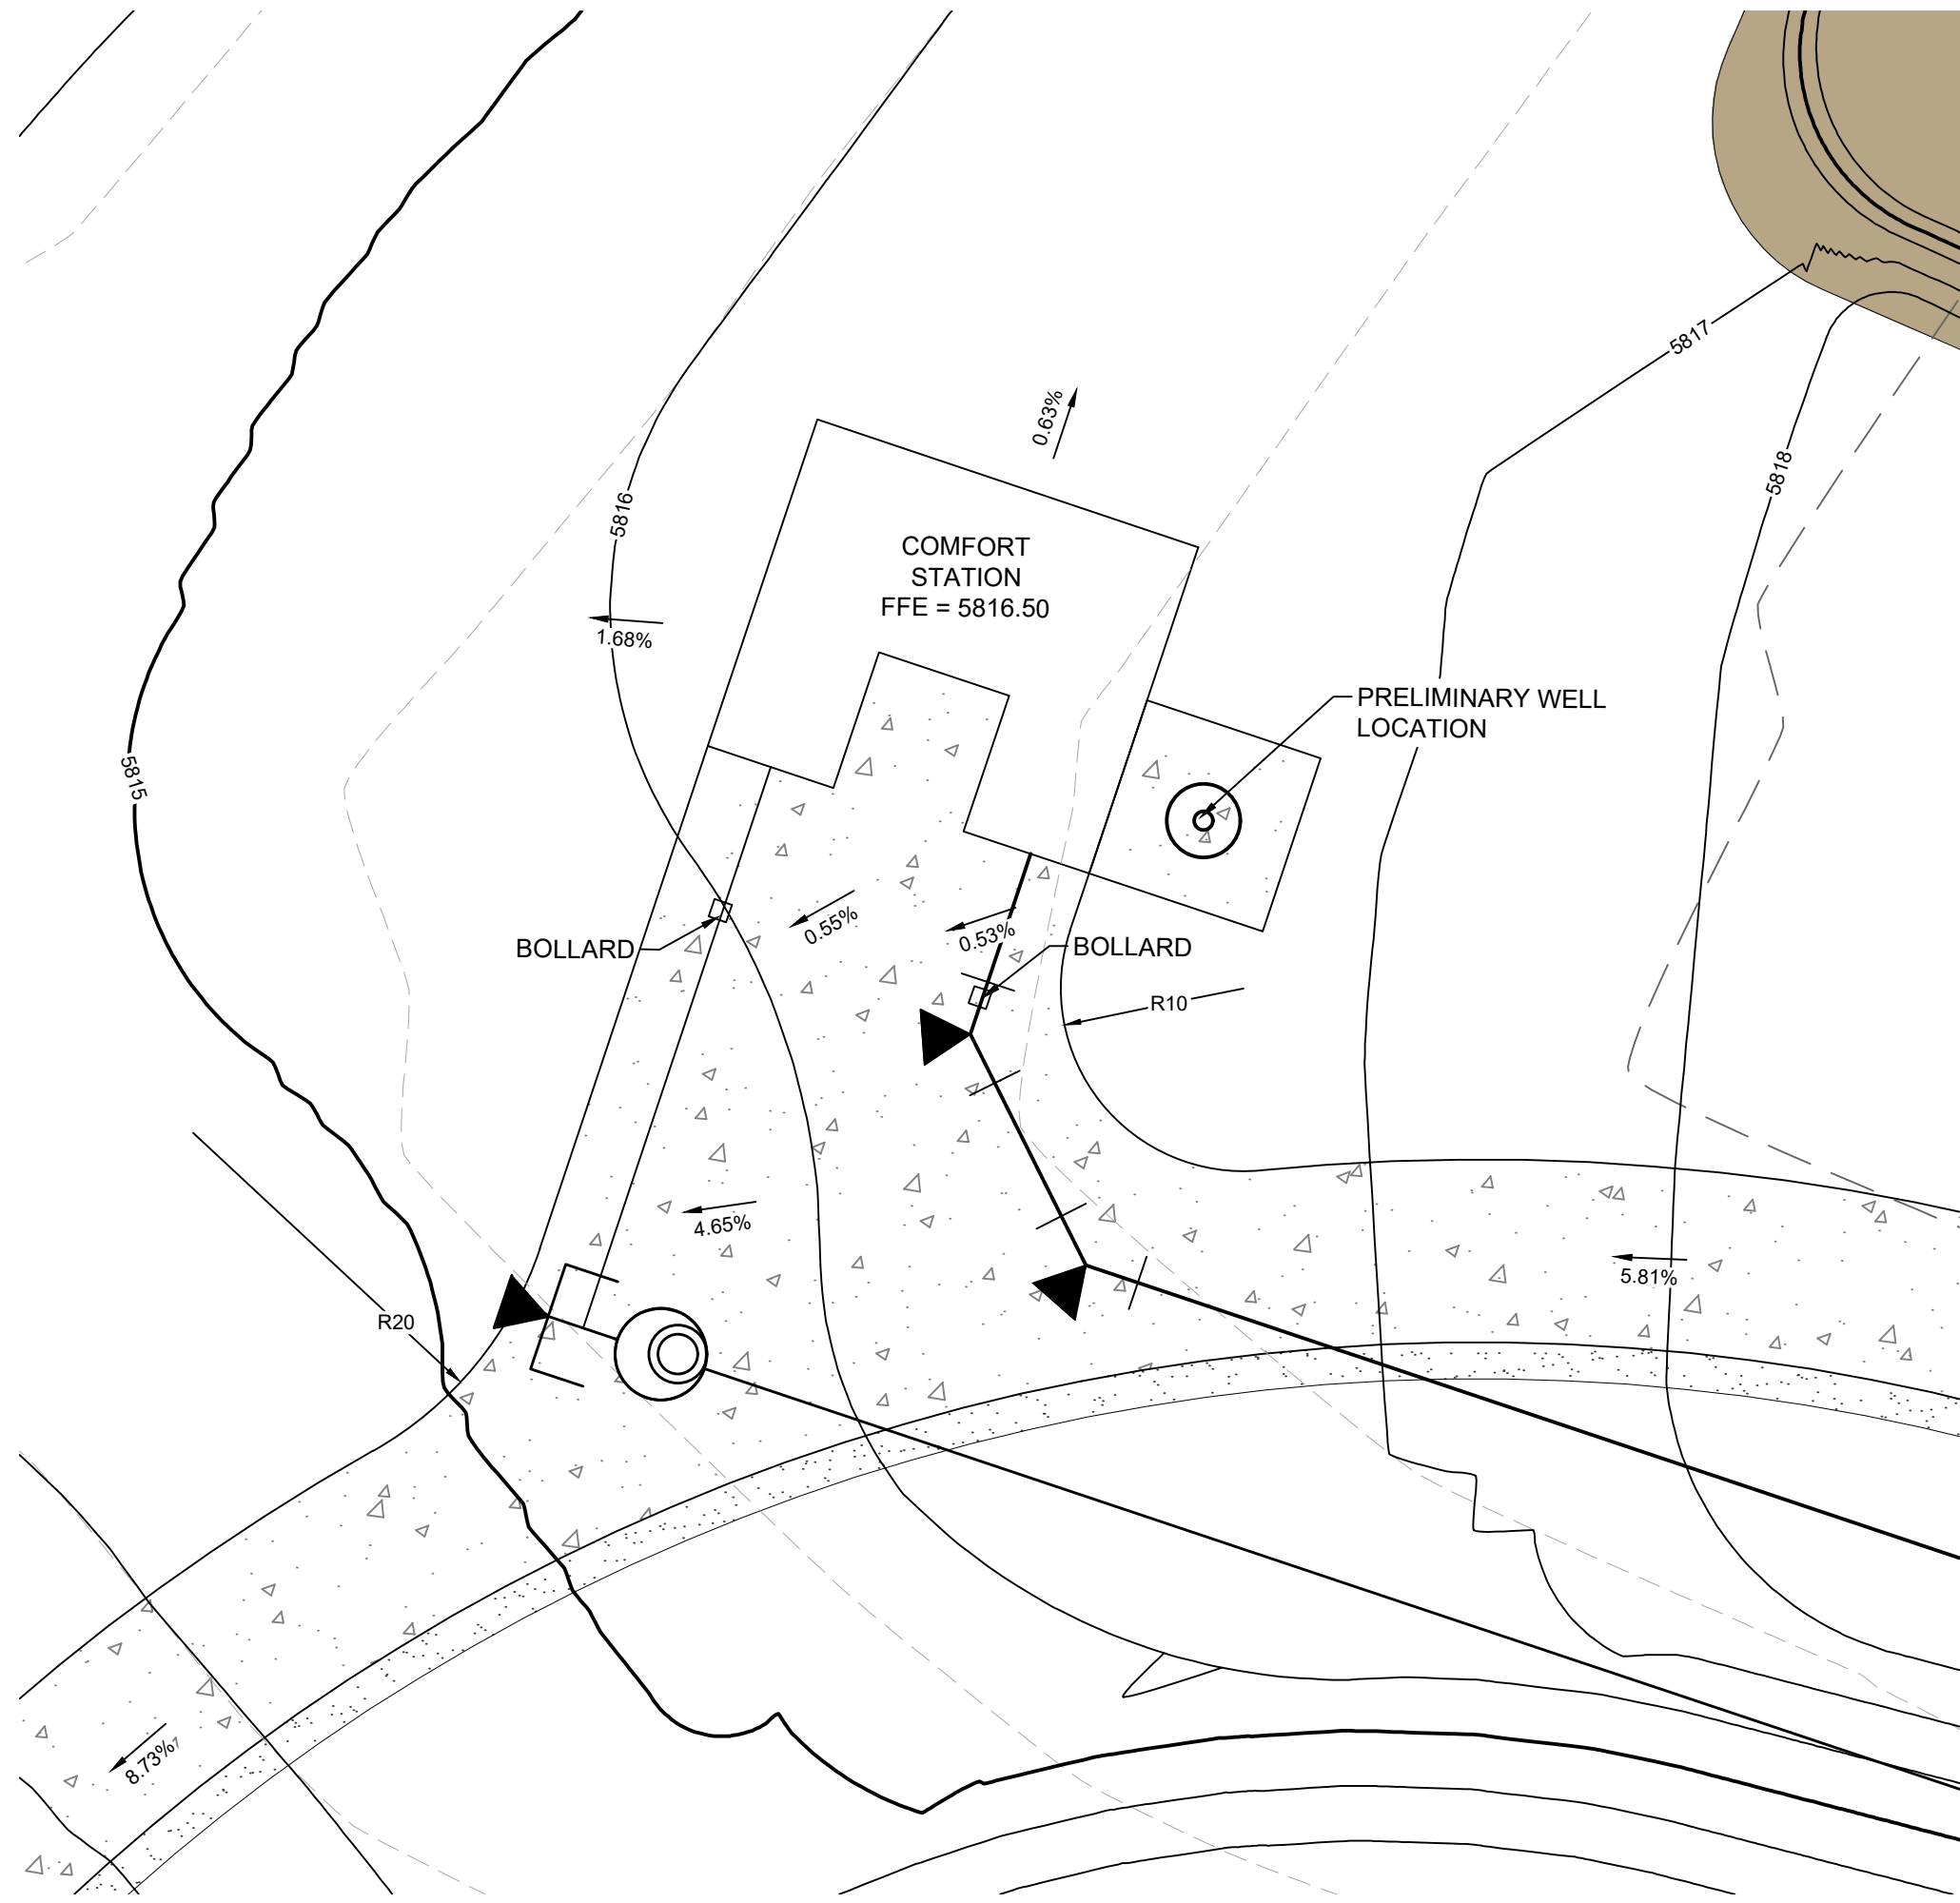 5817
0.63%
5818
5816
COMFORT
STATION
FFE = 5816.50
1.68%
PRELIMINARY WELL
LOCATION
5815
0.55%
0.53%
BOLLARD
BOLLARD
R10
4.65%
5.81%
R20
8.73%